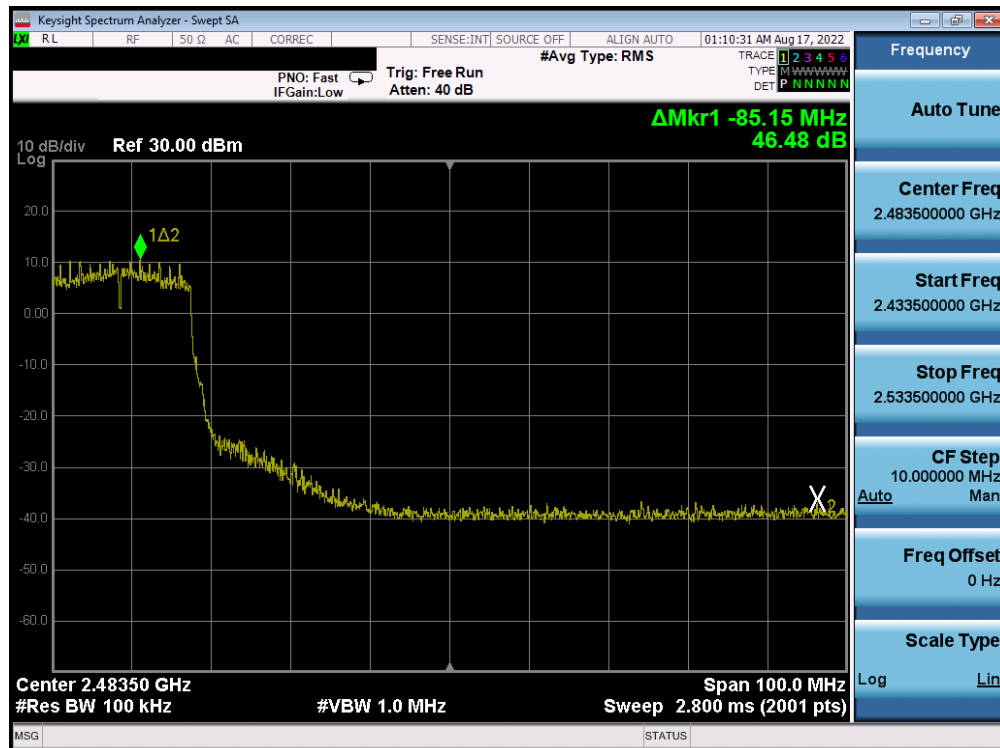 Keysight Spectrum Analyzer - Swept SA
LXI RL RF 50 Ω AC CORREC SENSE:INT SOURCE OFF ALIGN AUTO 01:10:31 AM Aug 17, 2022
#Avg Type: RMS TRACE 1 2 3 4 5 6
PNO: Fast Trig: Free Run TYPE M WWWWW
IFGain:Low Atten: 40 dB DET P N N N N N
ΔMkr1 -85.15 MHz
46.48 dB
10 dB/div Ref 30.00 dBm
Log
20.0
1Δ2
10.0
0.00
-10.0
-20.0
-30.0
X2
-40.0
-50.0
-60.0
Center 2.48350 GHz Span 100.0 MHz
#Res BW 100 kHz #VBW 1.0 MHz Sweep 2.800 ms (2001 pts)
MSG STATUS
Frequency
Auto Tune
Center Freq
2.483500000 GHz
Start Freq
2.433500000 GHz
Stop Freq
2.533500000 GHz
CF Step
10.000000 MHz
Auto Man
Freq Offset
0 Hz
Scale Type
Log Lin